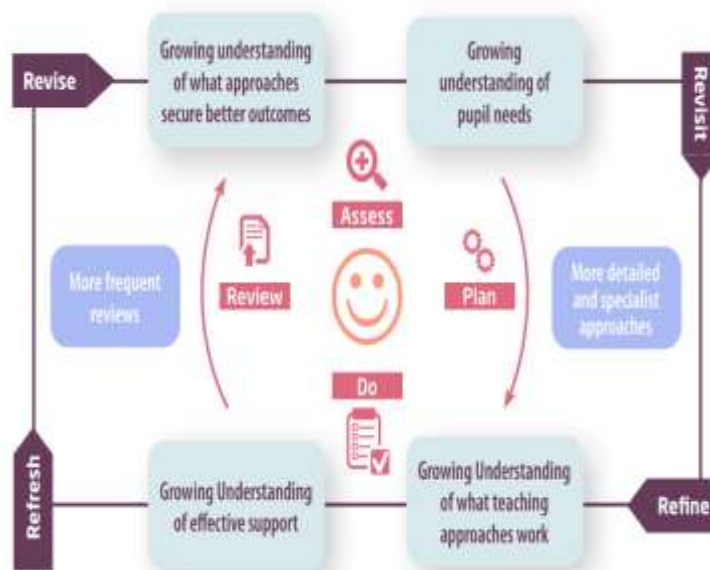 Revise
Growing understanding
of what approaches
secure better outcomes
Growing
understanding of
pupil needs
Revisit
Assess
More frequent
reviews
Review
Plan
More detailed
and specialist
approaches
Do
Refresh
Growing Understanding
of effective support
Growing Understanding
of what teaching
approaches work
Refine